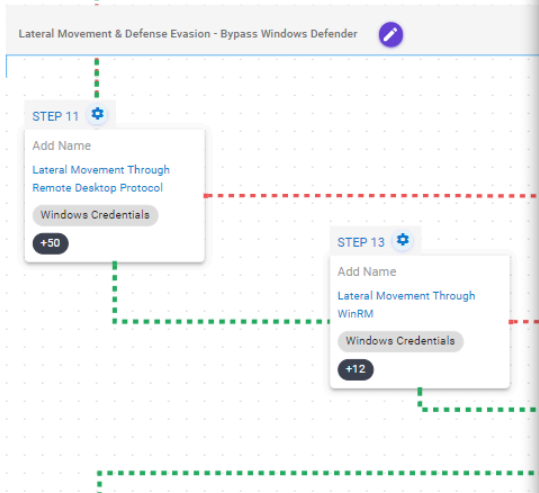 Lateral Movement & Defense Evasion - Bypass Windows Defender
STEP 11
Add Name
Lateral Movement Through
Remote Desktop Protocol
Windows Credentials
+50
STEP 13
Add Name
Lateral Movement Through
WinRM
Windows Credentials
+12